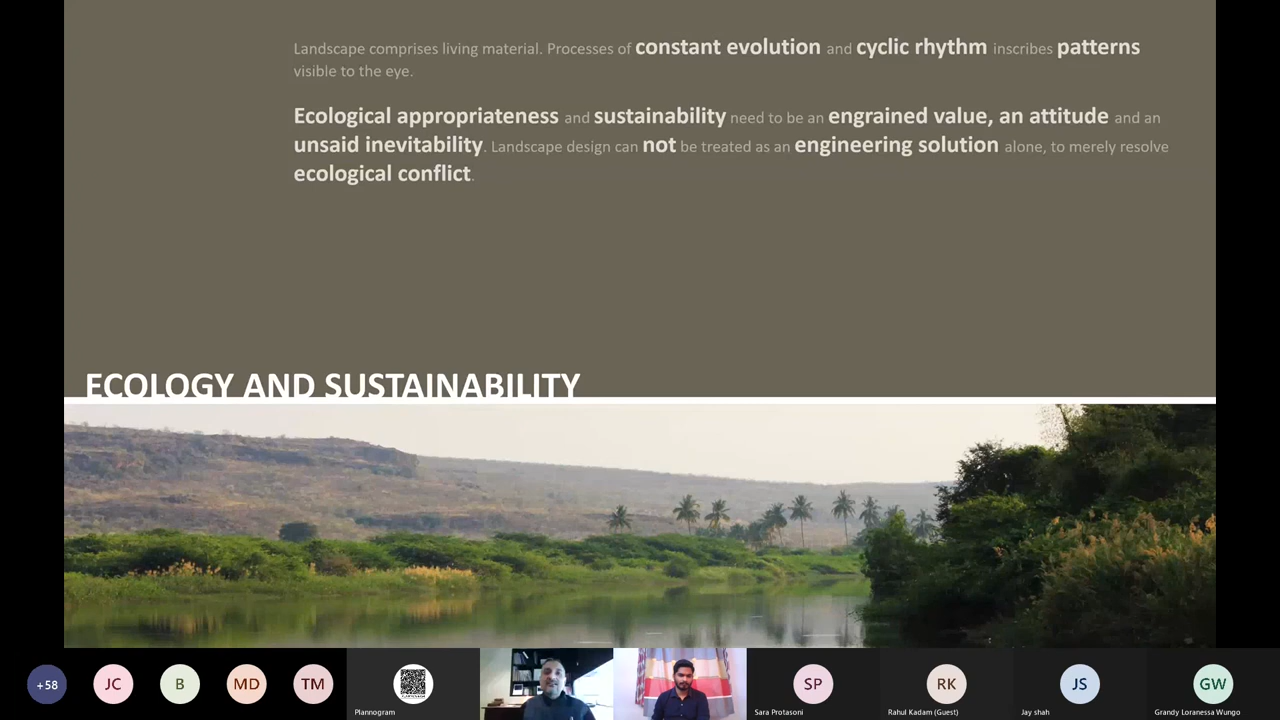 Landscape comprises living material. Processes of constant evolution and cyclic rhythm inscribes patterns
visible to the eye.
Ecological appropriateness and sustainability need to be an engrained value, an attitude and an
unsaid inevitability. Landscape design can not be treated as an engineering solution alone, to merely resolve
ecological conflict.
ECOLOGY AND SUSTAINABILITY
+58
JC
B
MD
TM
Plannogram
SP
Sara Protasoni
RK
Rahul Kadam (Guest)
JS
Jay shah
GW
Grandy Loranessa Wungo